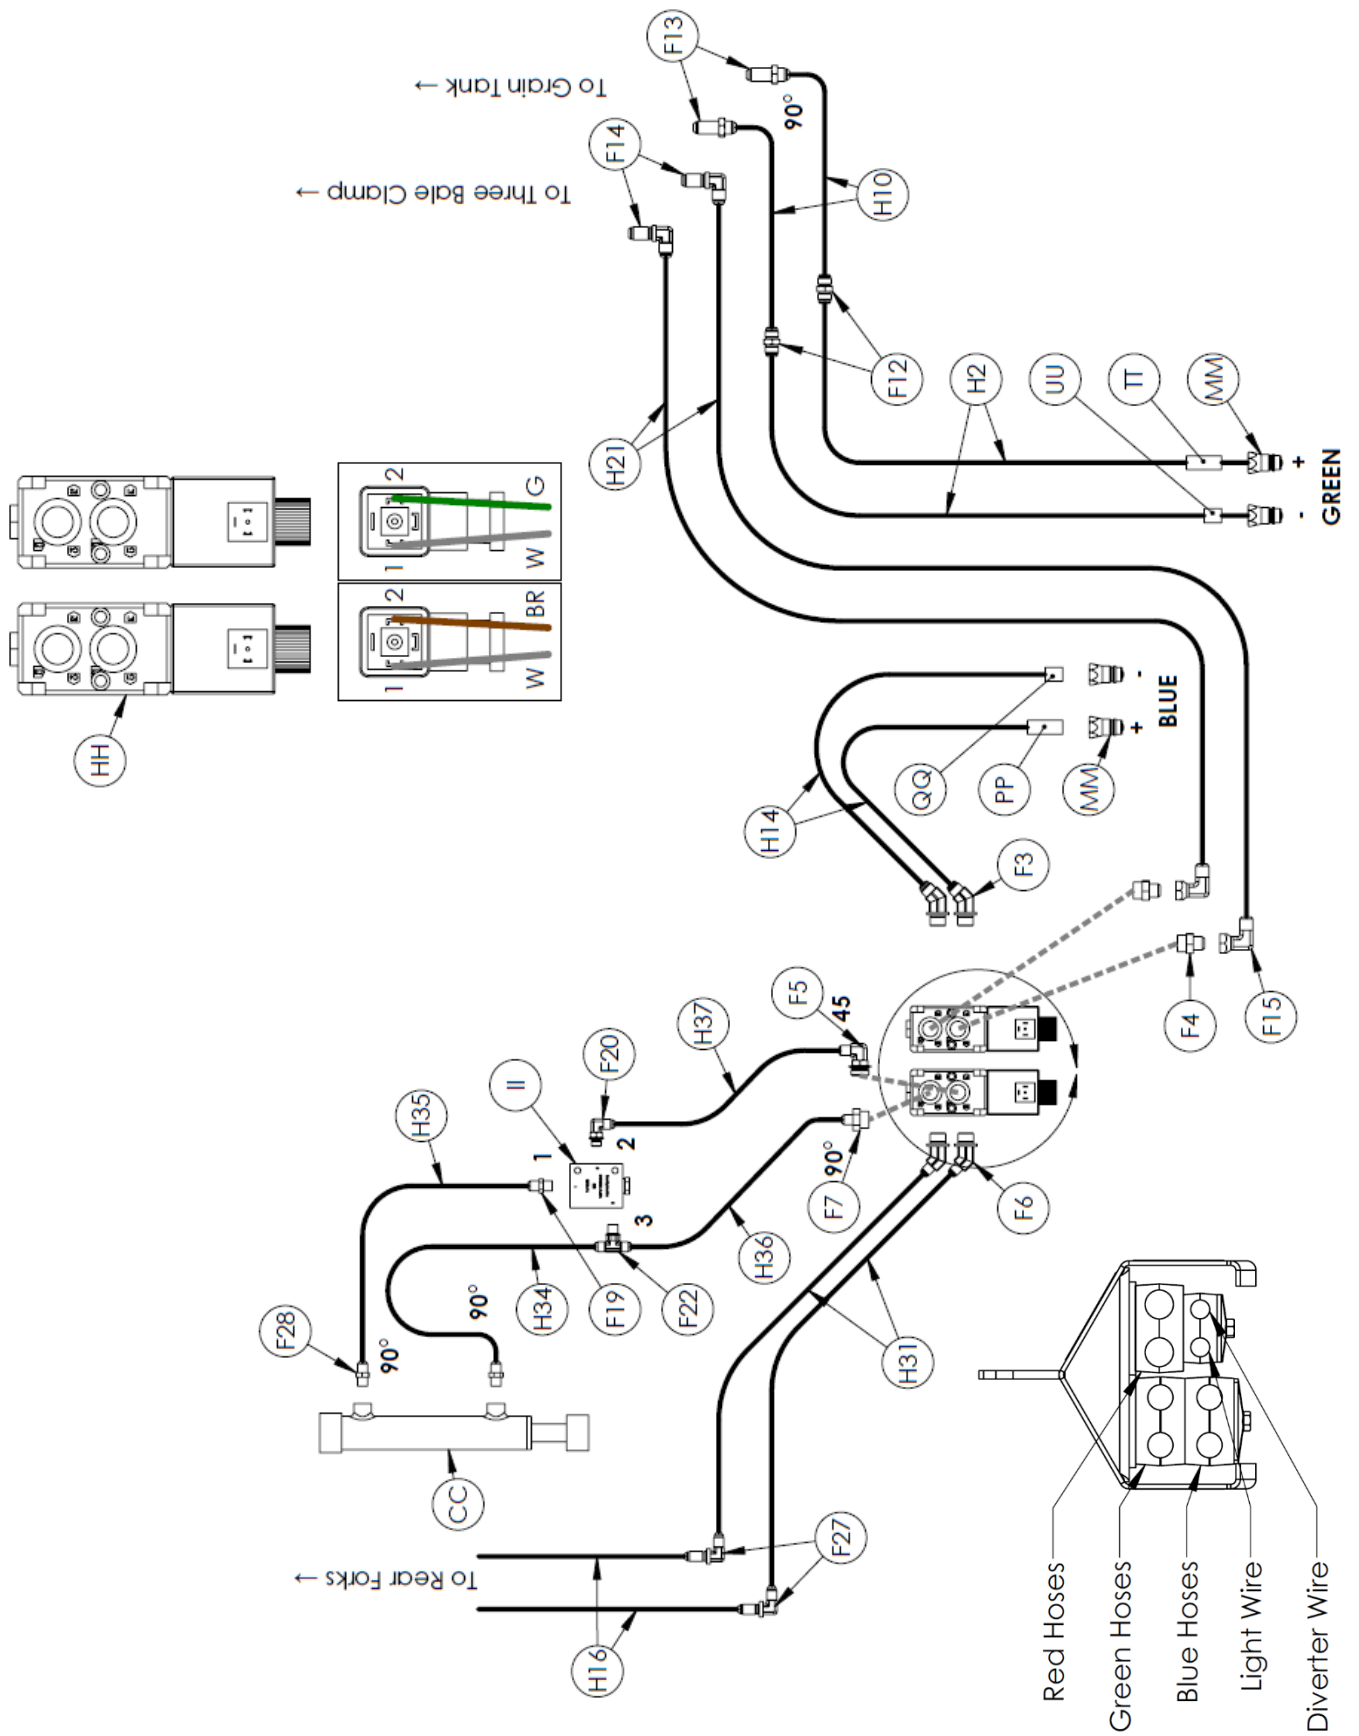 To Grain Tank →
To Three Bale Clamp →
F13
F14
90°
H10
H21
F12
H2
UU
TT
MM
- +
GREEN
HH
1 2
W G
1 2
W BR
H14
QQ
PP
MM
+ -
BLUE
F3
F4
F15
F5
45
H37
F20
II
H35
1
2
3
F7
90°
F6
H36
F22
F19
H34
90°
90°
F28
H31
CC
F27
To Rear Forks →
H16
Red Hoses
Green Hoses
Blue Hoses
Light Wire
Diverter Wire